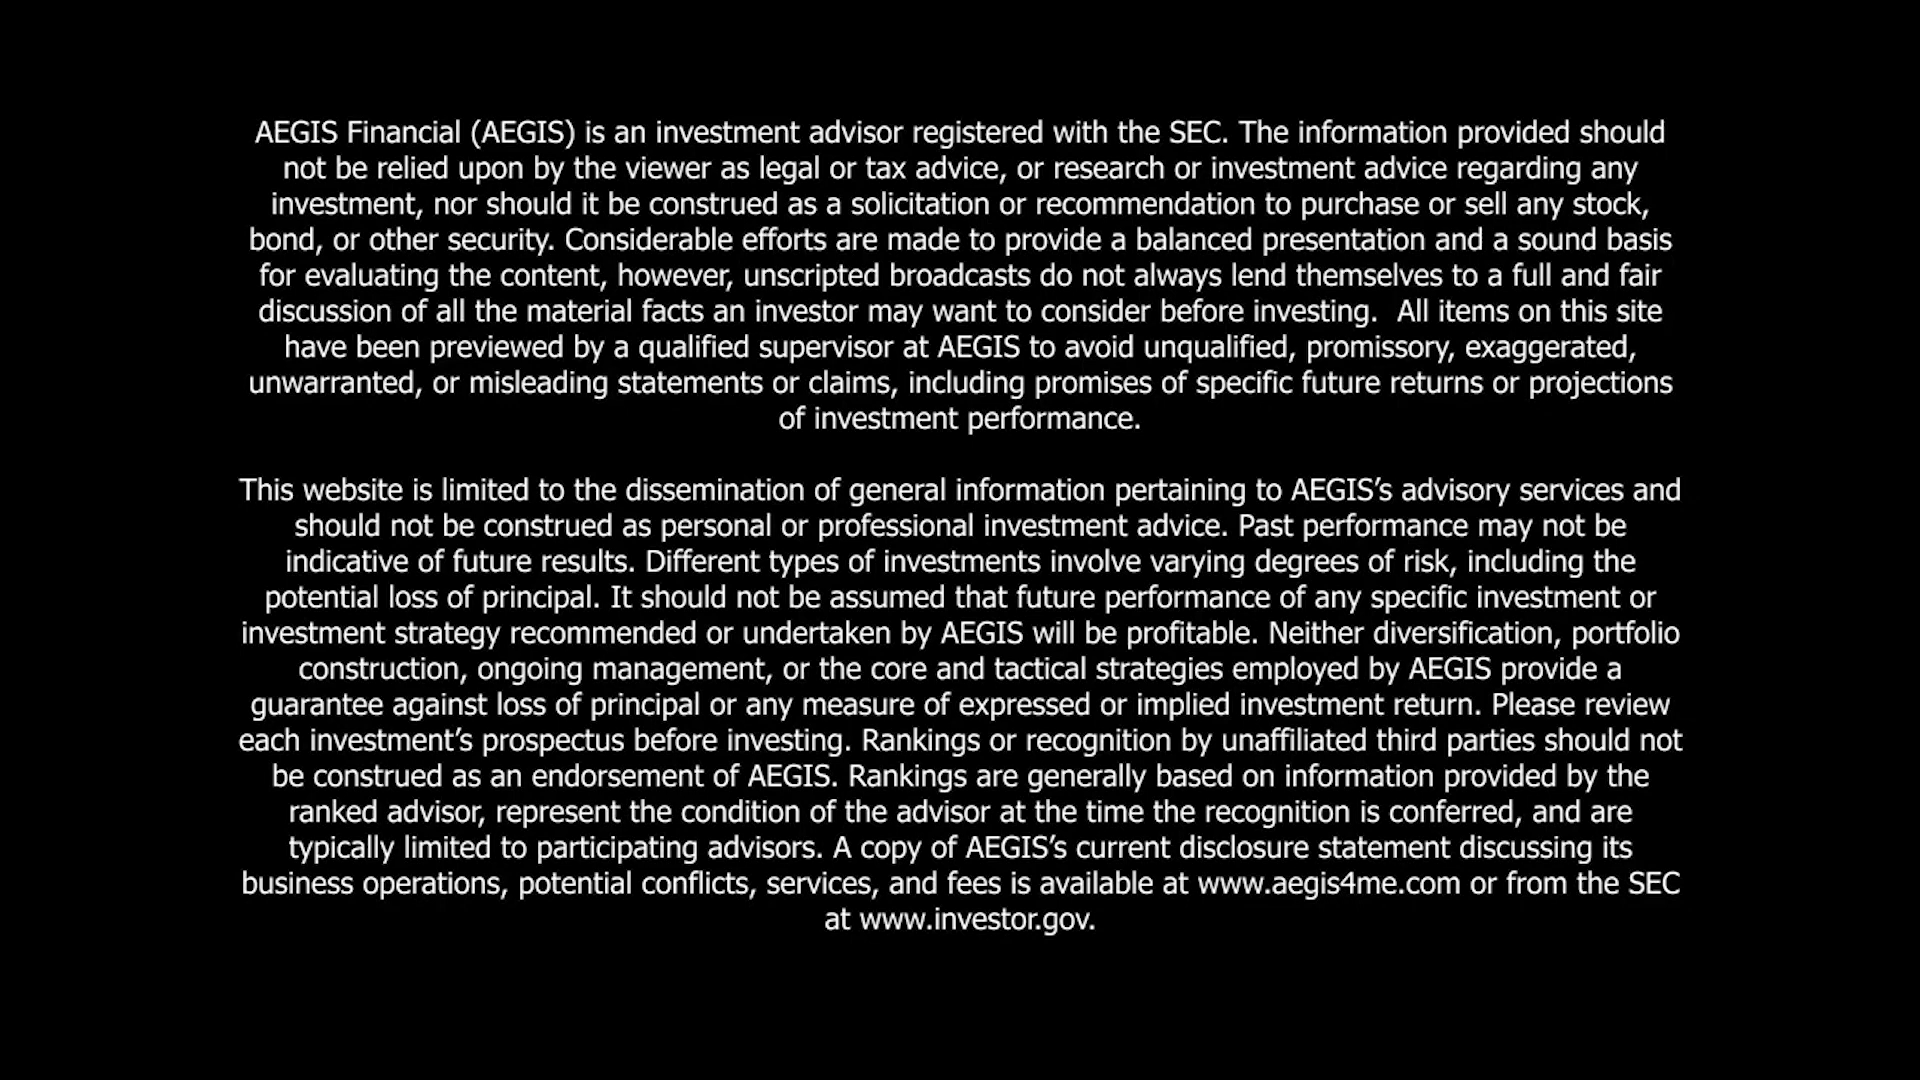 AEGIS Financial (AEGIS) is an investment advisor registered with the SEC. The information provided should
not be relied upon by the viewer as legal or tax advice, or research or investment advice regarding any
investment, nor should it be construed as a solicitation or recommendation to purchase or sell any stock,
bond, or other security. Considerable efforts are made to provide a balanced presentation and a sound basis
for evaluating the content, however, unscripted broadcasts do not always lend themselves to a full and fair
discussion of all the material facts an investor may want to consider before investing.  All items on this site
have been previewed by a qualified supervisor at AEGIS to avoid unqualified, promissory, exaggerated,
unwarranted, or misleading statements or claims, including promises of specific future returns or projections
of investment performance.

This website is limited to the dissemination of general information pertaining to AEGIS’s advisory services and
should not be construed as personal or professional investment advice. Past performance may not be
indicative of future results. Different types of investments involve varying degrees of risk, including the
potential loss of principal. It should not be assumed that future performance of any specific investment or
investment strategy recommended or undertaken by AEGIS will be profitable. Neither diversification, portfolio
construction, ongoing management, or the core and tactical strategies employed by AEGIS provide a
guarantee against loss of principal or any measure of expressed or implied investment return. Please review
each investment’s prospectus before investing. Rankings or recognition by unaffiliated third parties should not
be construed as an endorsement of AEGIS. Rankings are generally based on information provided by the
ranked advisor, represent the condition of the advisor at the time the recognition is conferred, and are
typically limited to participating advisors. A copy of AEGIS’s current disclosure statement discussing its
business operations, potential conflicts, services, and fees is available at www.aegis4me.com or from the SEC
at www.investor.gov.